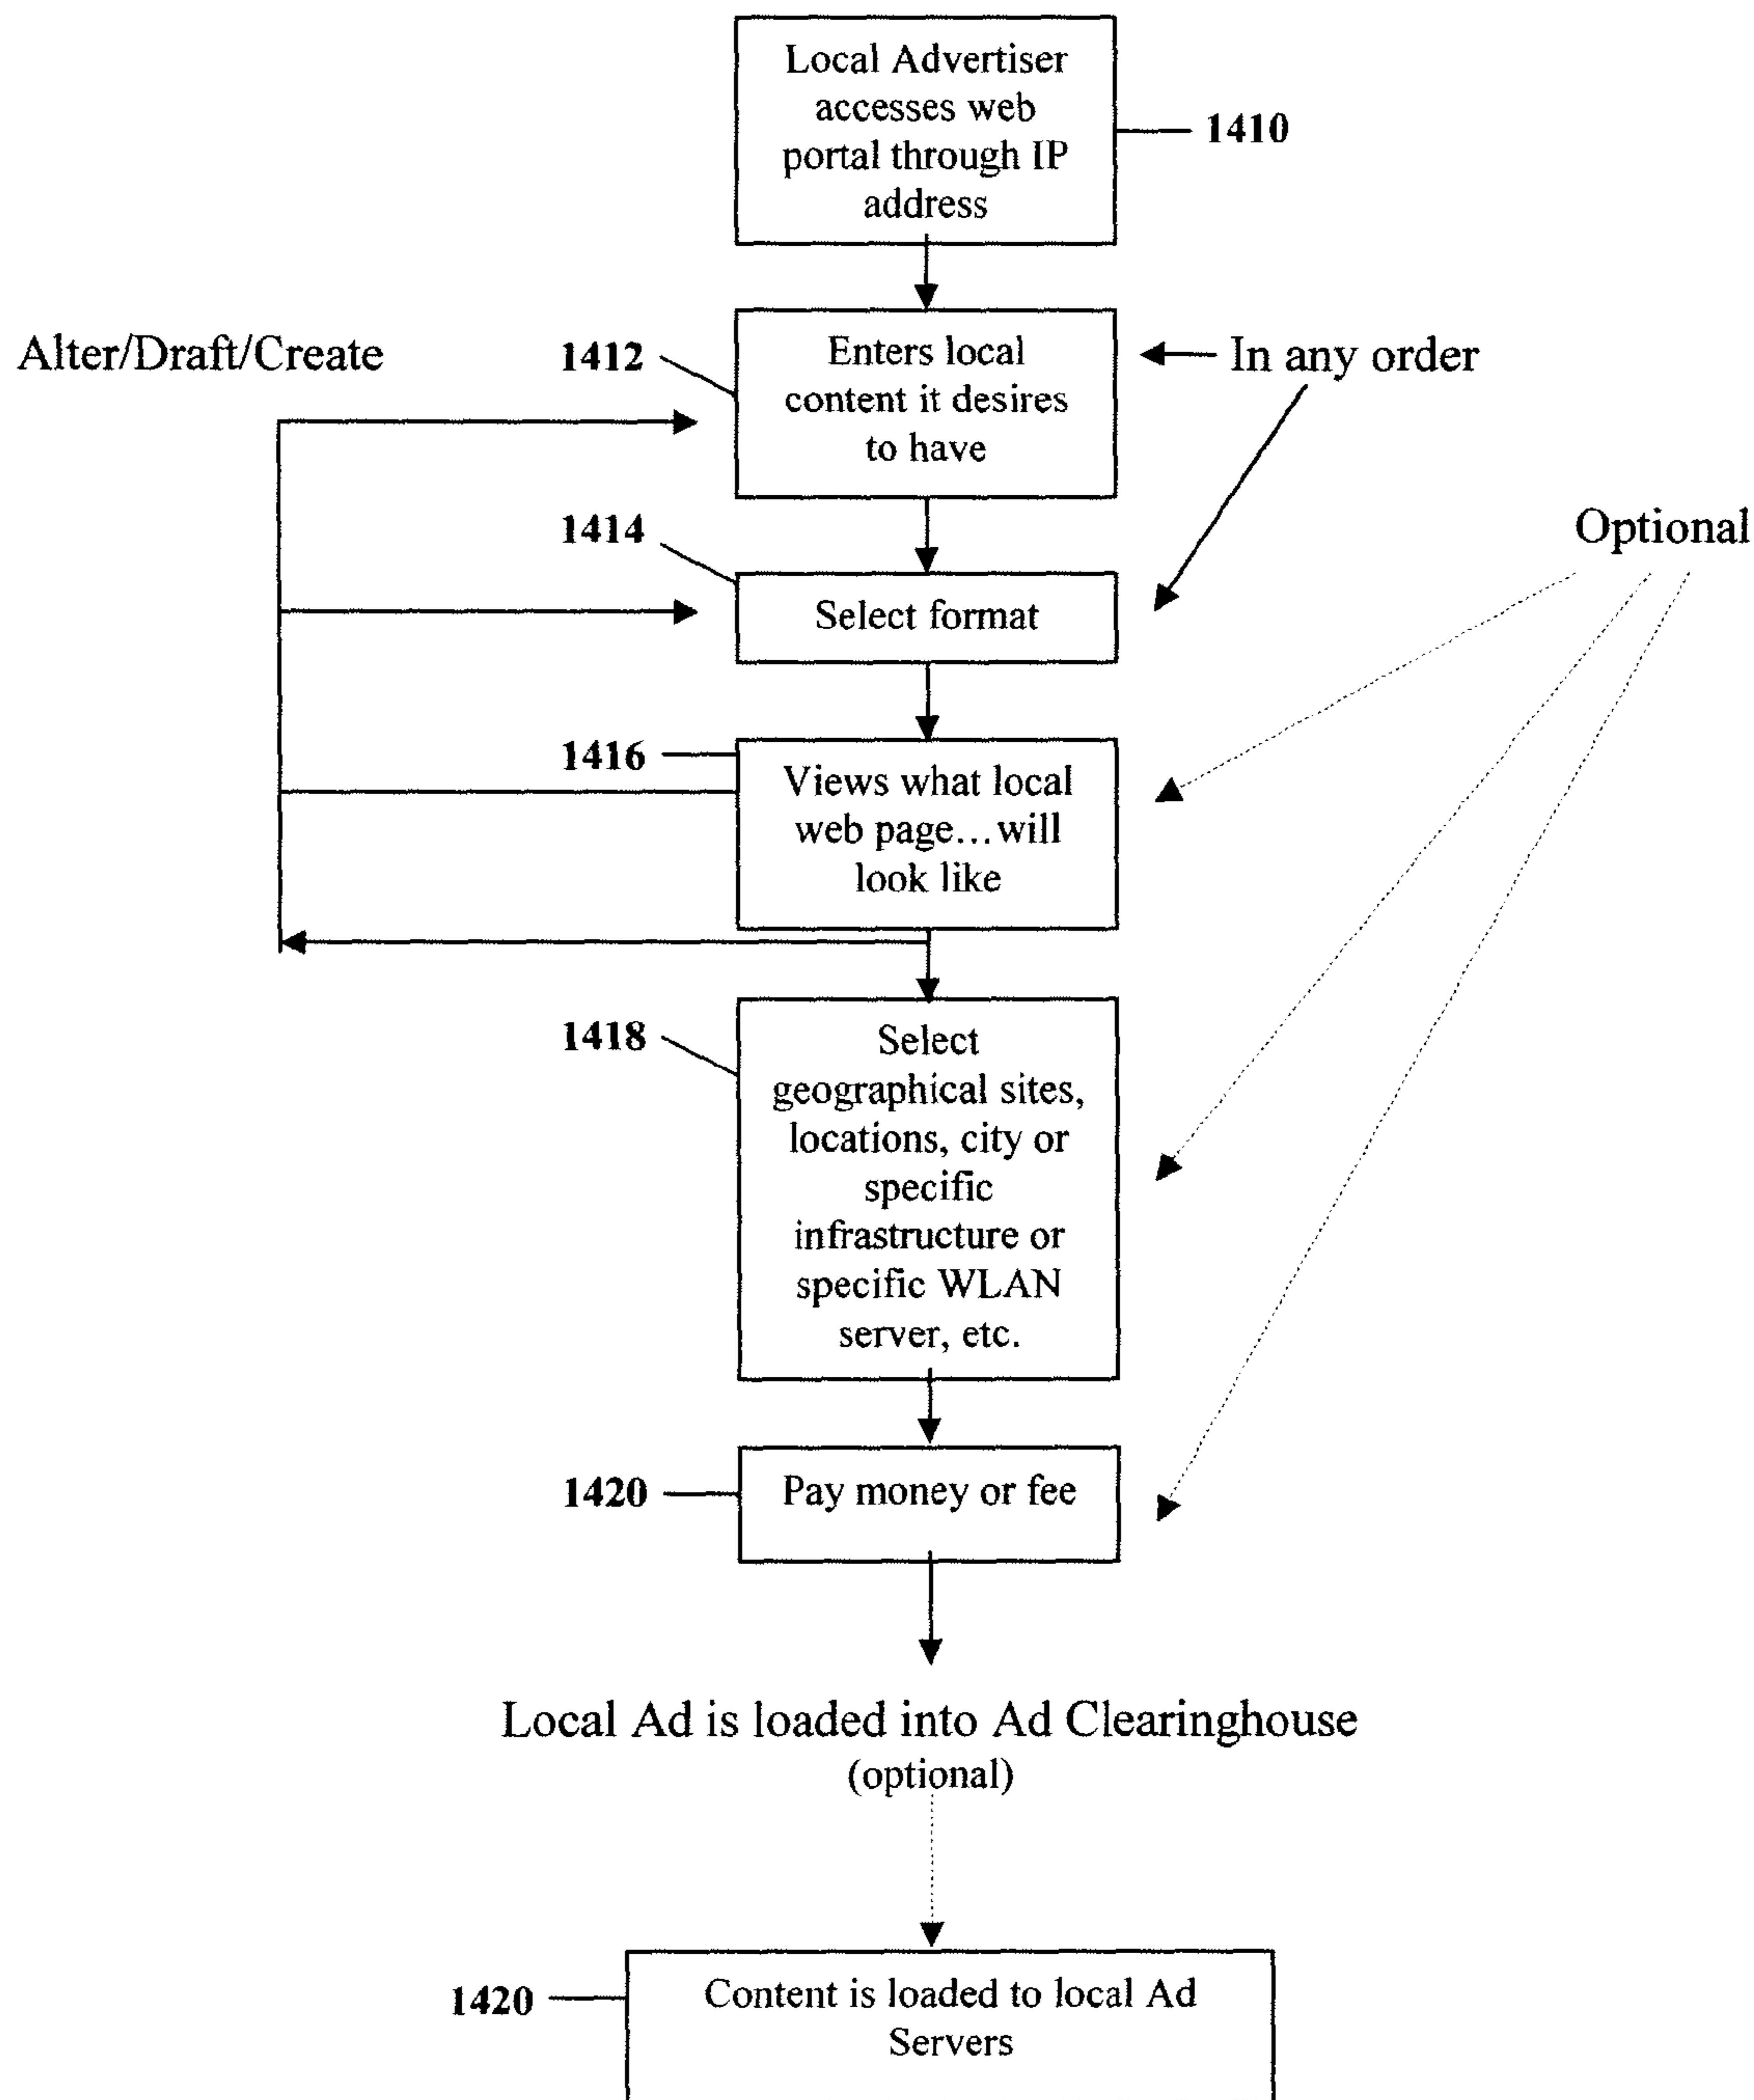 Local Advertiser
accesses web
portal through IP
address
1410
Alter/Draft/Create
1412
Enters local
content it desires
to have
In any order
1414
Select format
Optional
1416
Views what local
web page...will
look like
1418
Select
geographical sites,
locations, city or
specific
infrastructure or
specific WLAN
server, etc.
1420
Pay money or fee
Local Ad is loaded into Ad Clearinghouse
(optional)
1420
Content is loaded to local Ad
Servers